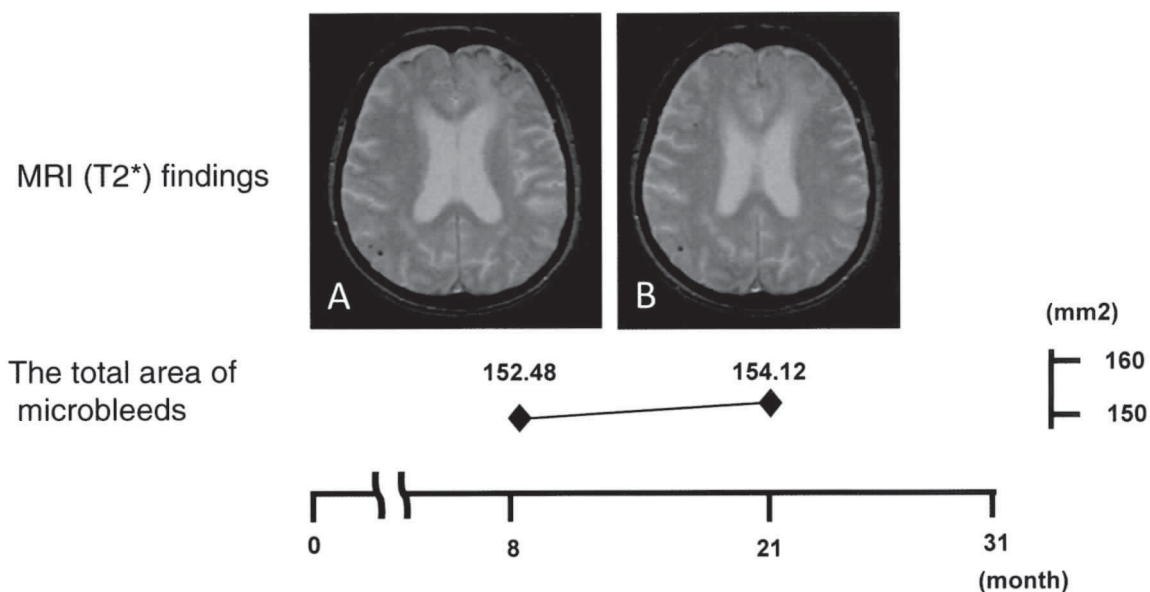 MRI (T2*) findings
A
B
(mm2)
160
150
The total area of
microbleeds
152.48
154.12
0
8
21
31
(month)